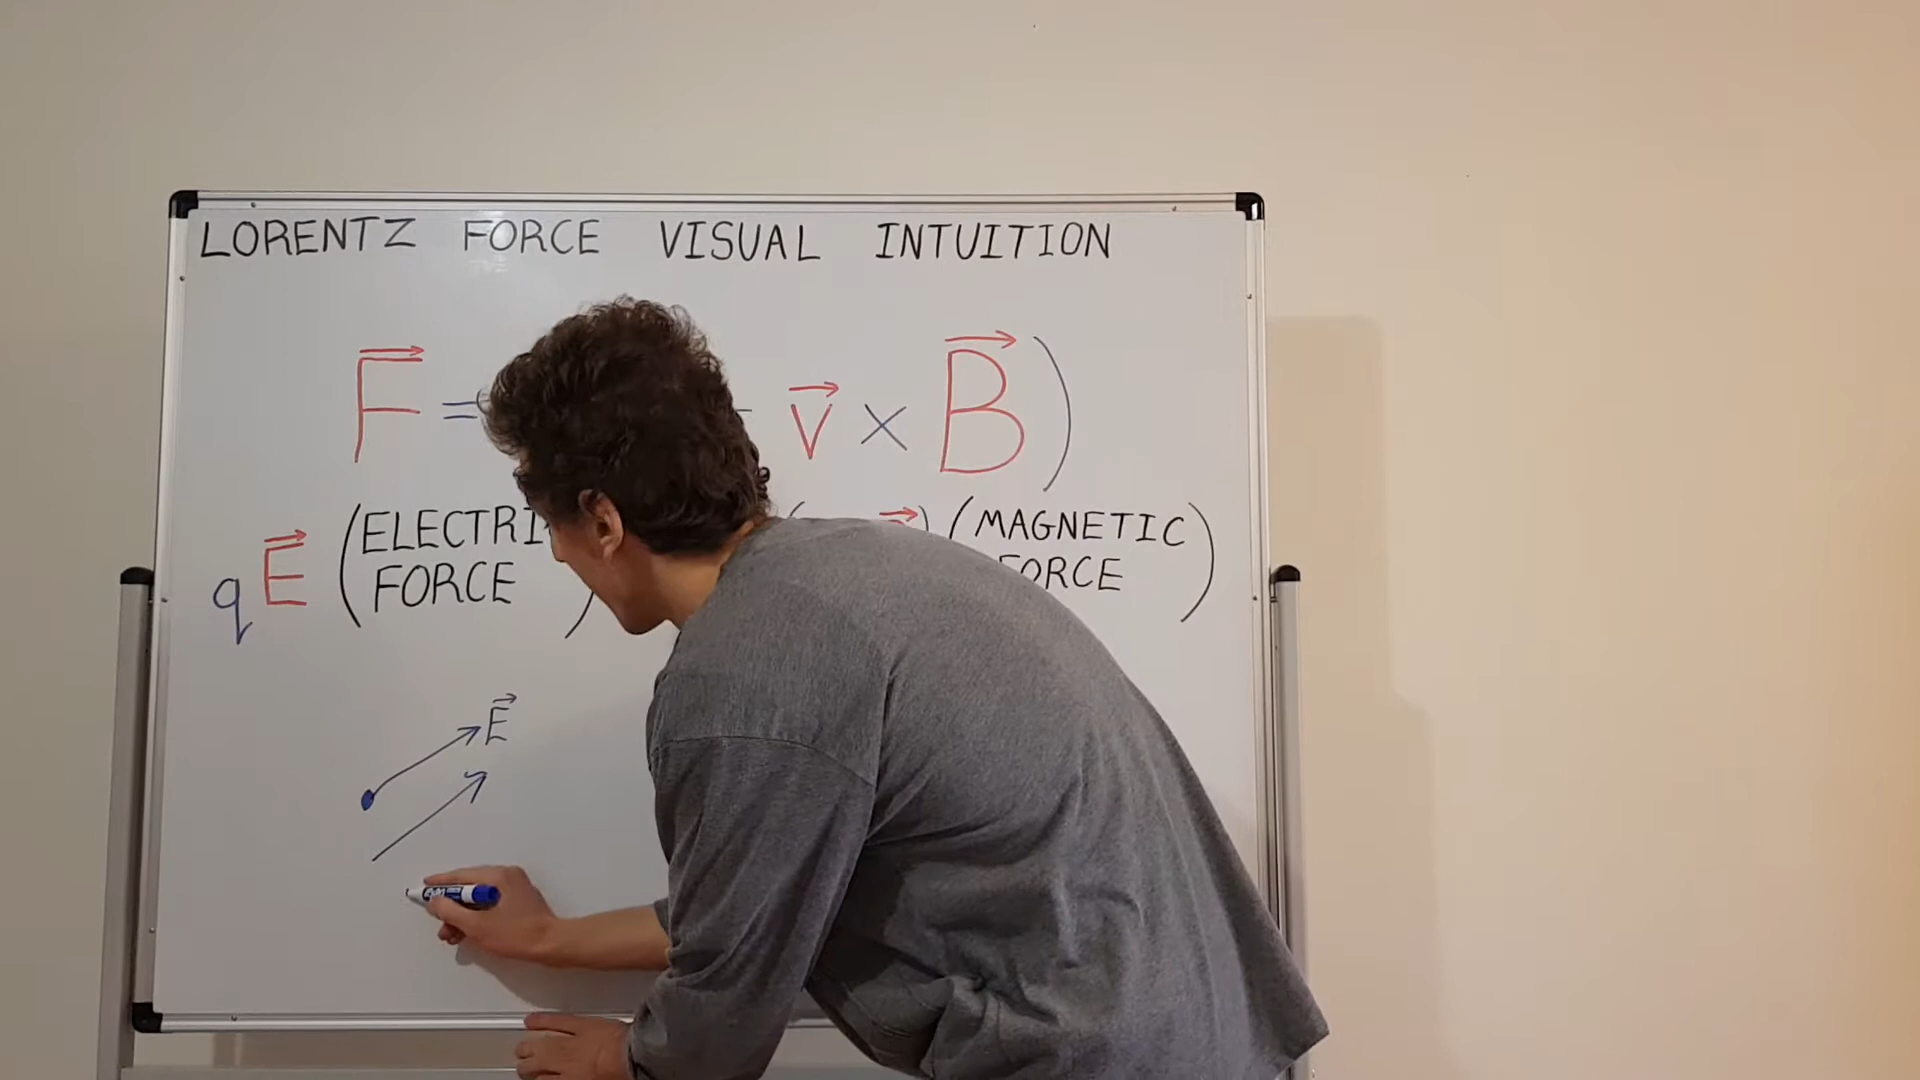 LORENTZ FORCE VISUAL INTUITION
F = v × B )
q E ( ELECTRI FORCE ) ) ( MAGNETIC FORCE )
E